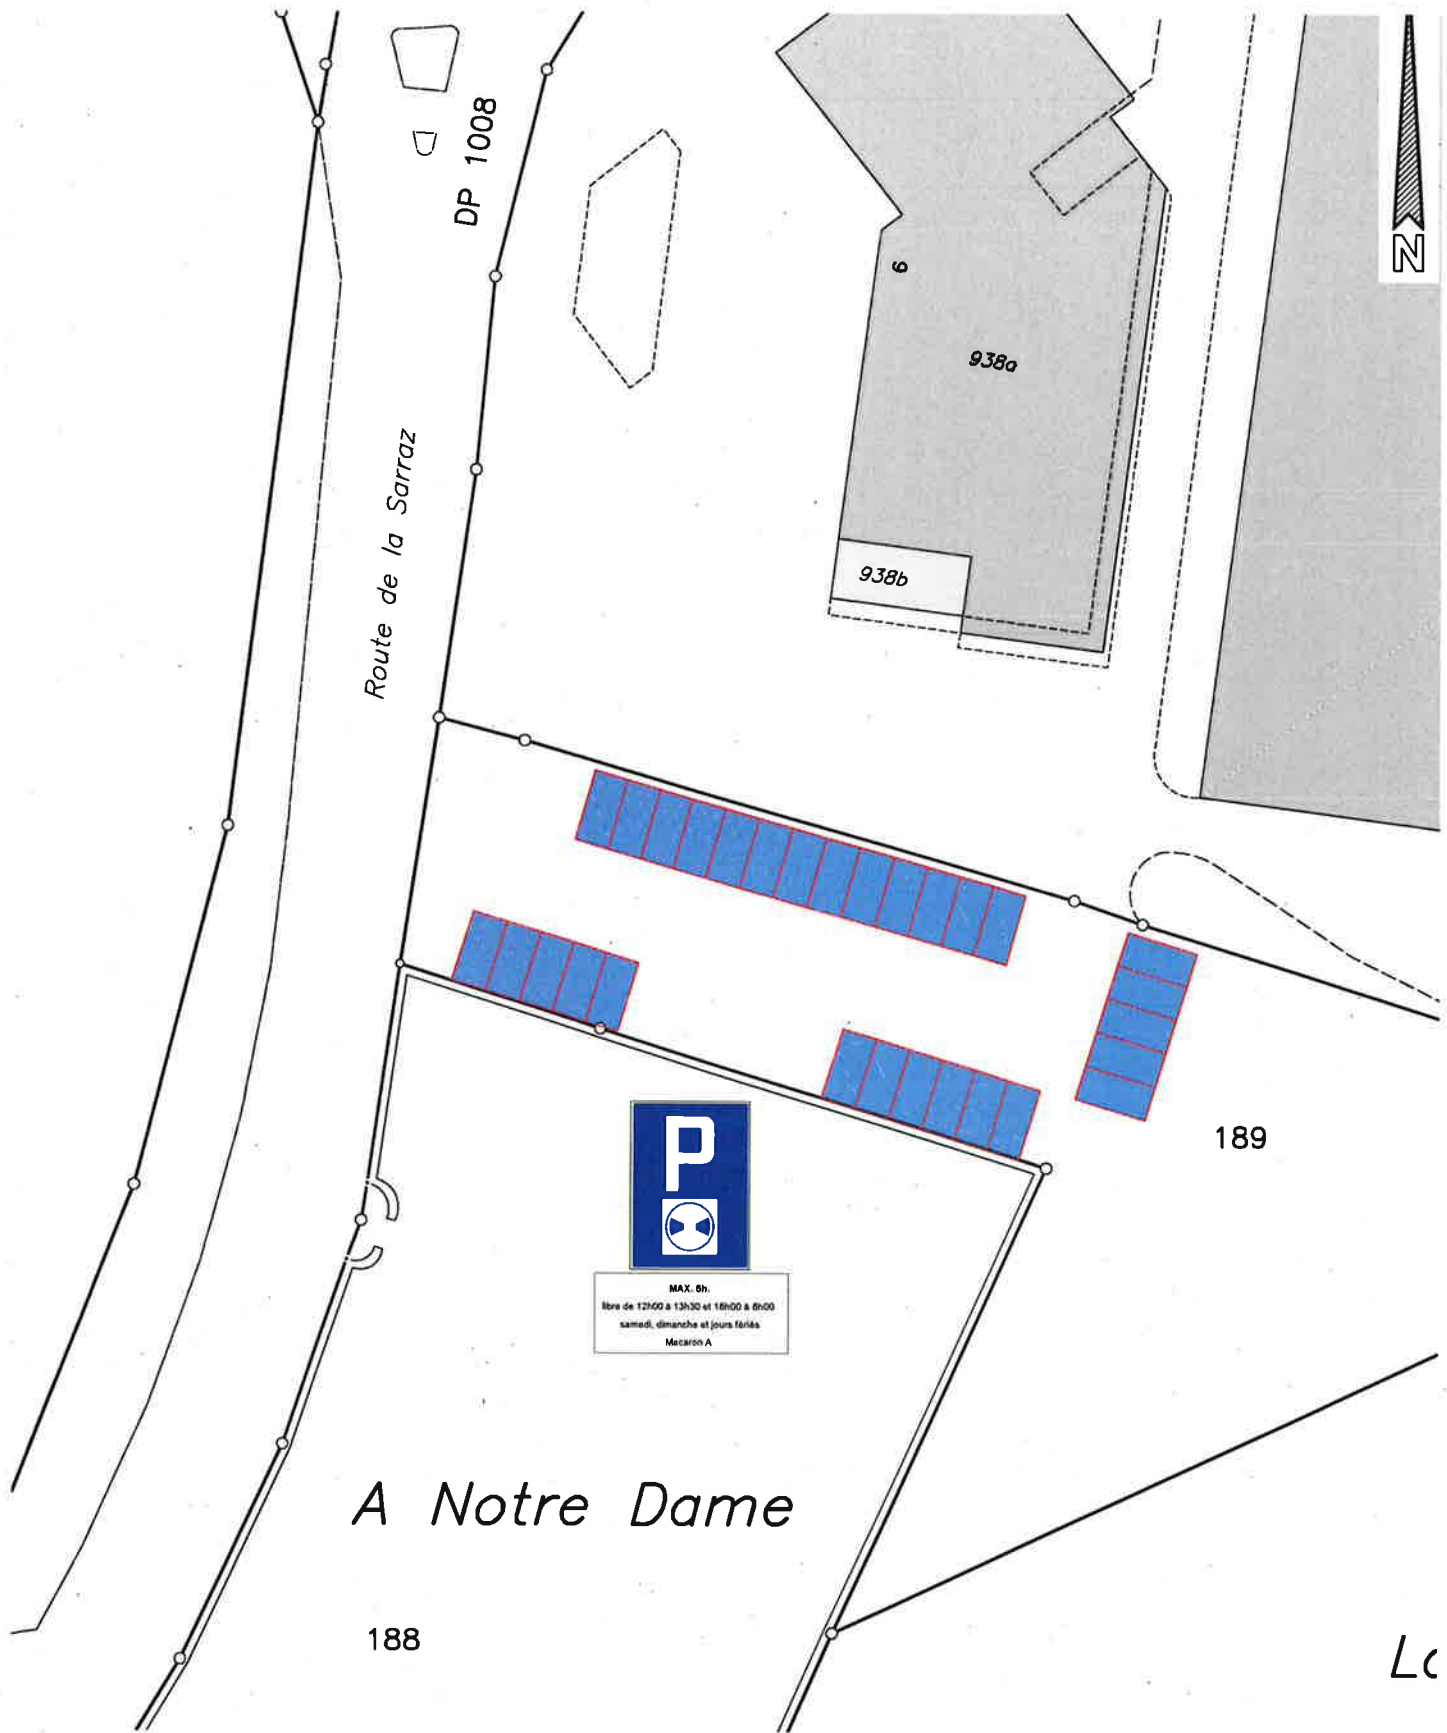 DP 1008
6
N
938a
Route de la Sarraz
938b
189
P
MAX. 6h.
libre de 12h00 à 13h30 et 18h00 à 8h00
samedi, dimanche et jours fériés
Macaron A
A Notre Dame
188